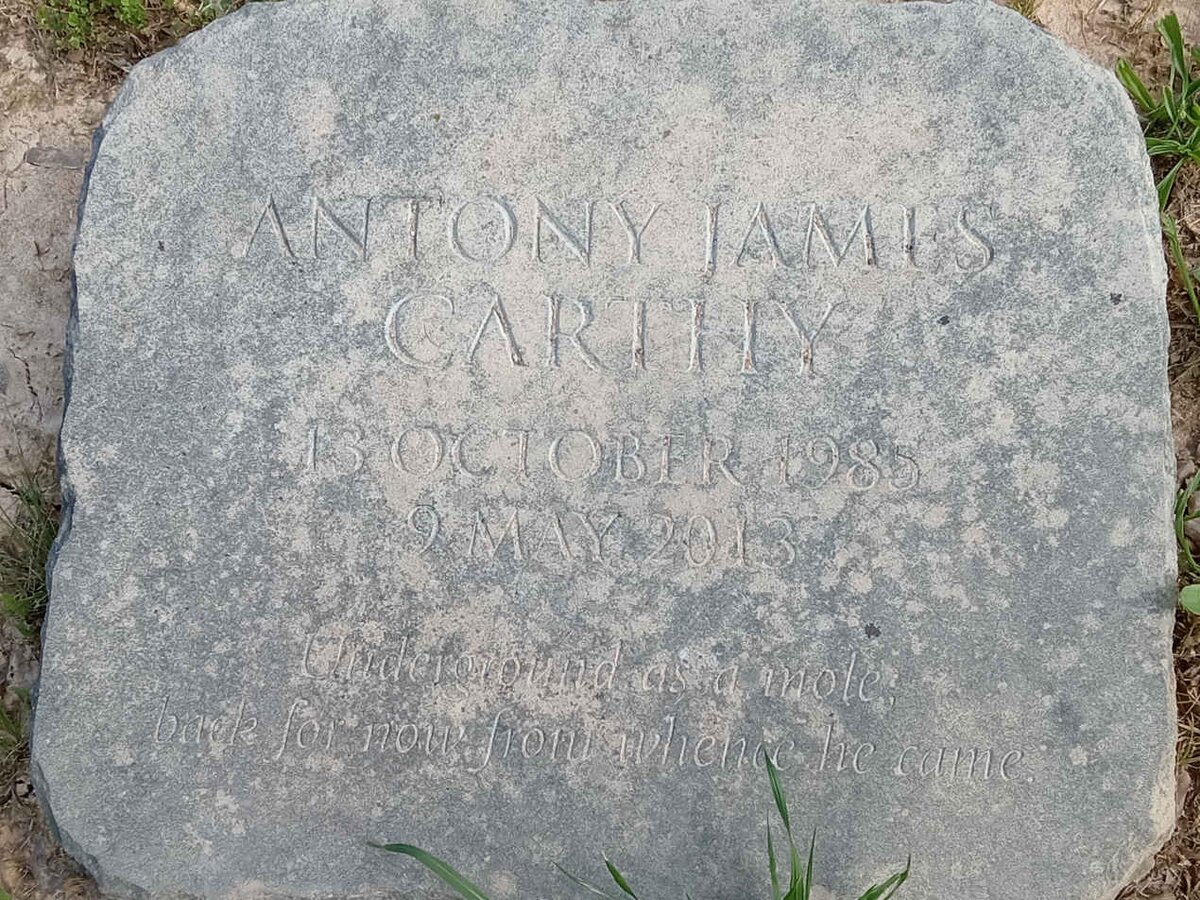 ANTONY JAMES
CARTHY
13 OCTOBER 1985
9 MAY 2013
Underground as a mole,
back for now from whence he came.